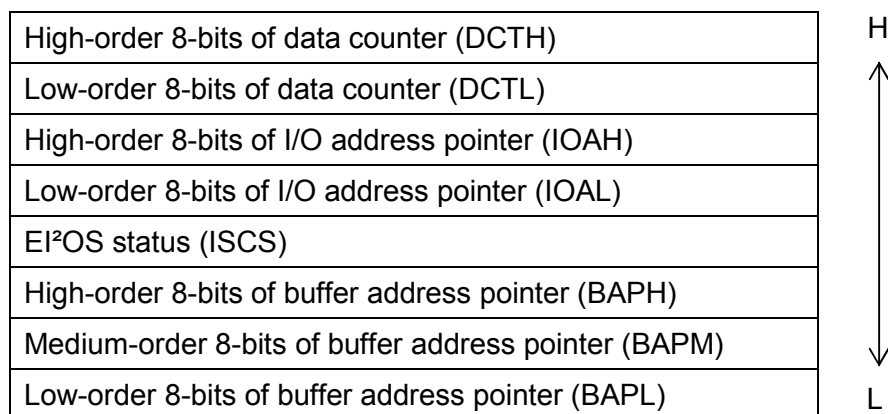 High-order 8-bits of data counter (DCTH)
H
Low-order 8-bits of data counter (DCTL)
High-order 8-bits of I/O address pointer (IOAH)
Low-order 8-bits of I/O address pointer (IOAL)
EI²OS status (ISCS)
High-order 8-bits of buffer address pointer (BAPH)
Medium-order 8-bits of buffer address pointer (BAPM)
Low-order 8-bits of buffer address pointer (BAPL)
L